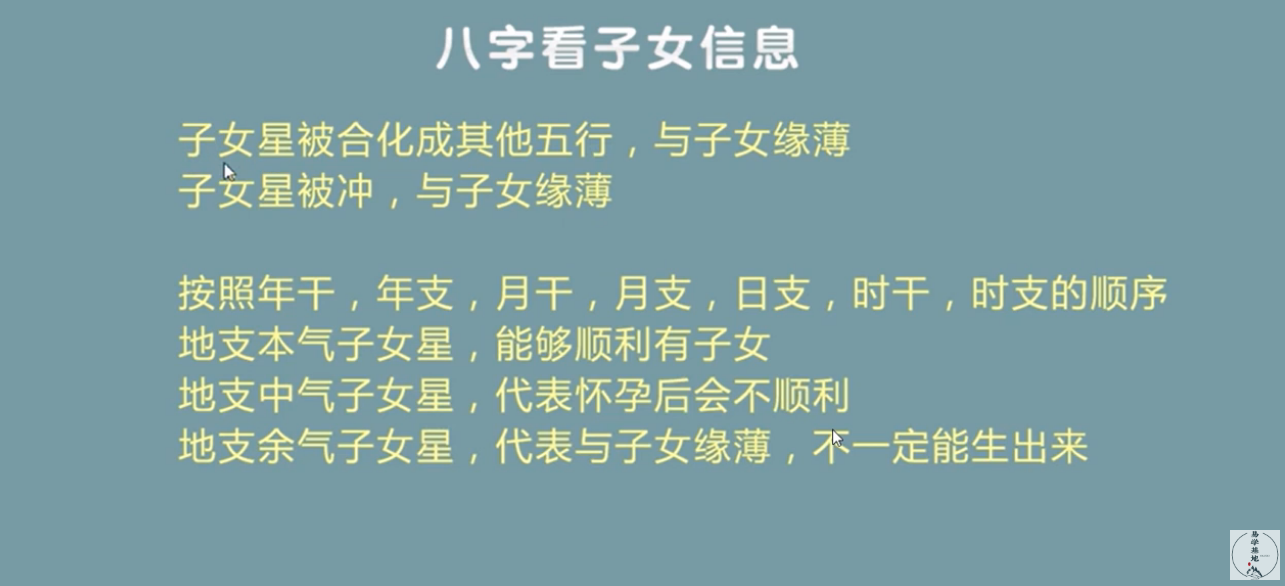 八字看子女信息
子女星被合化成其他五行，与子女缘薄
子女星被冲，与子女缘薄
按照年干，年支，月干，月支，日支，时干，时支的顺序
地支本气子女星，能够顺利有子女
地支中气子女星，代表怀孕后会不顺利
地支余气子女星，代表与子女缘薄，不一定能生出来
易学基地